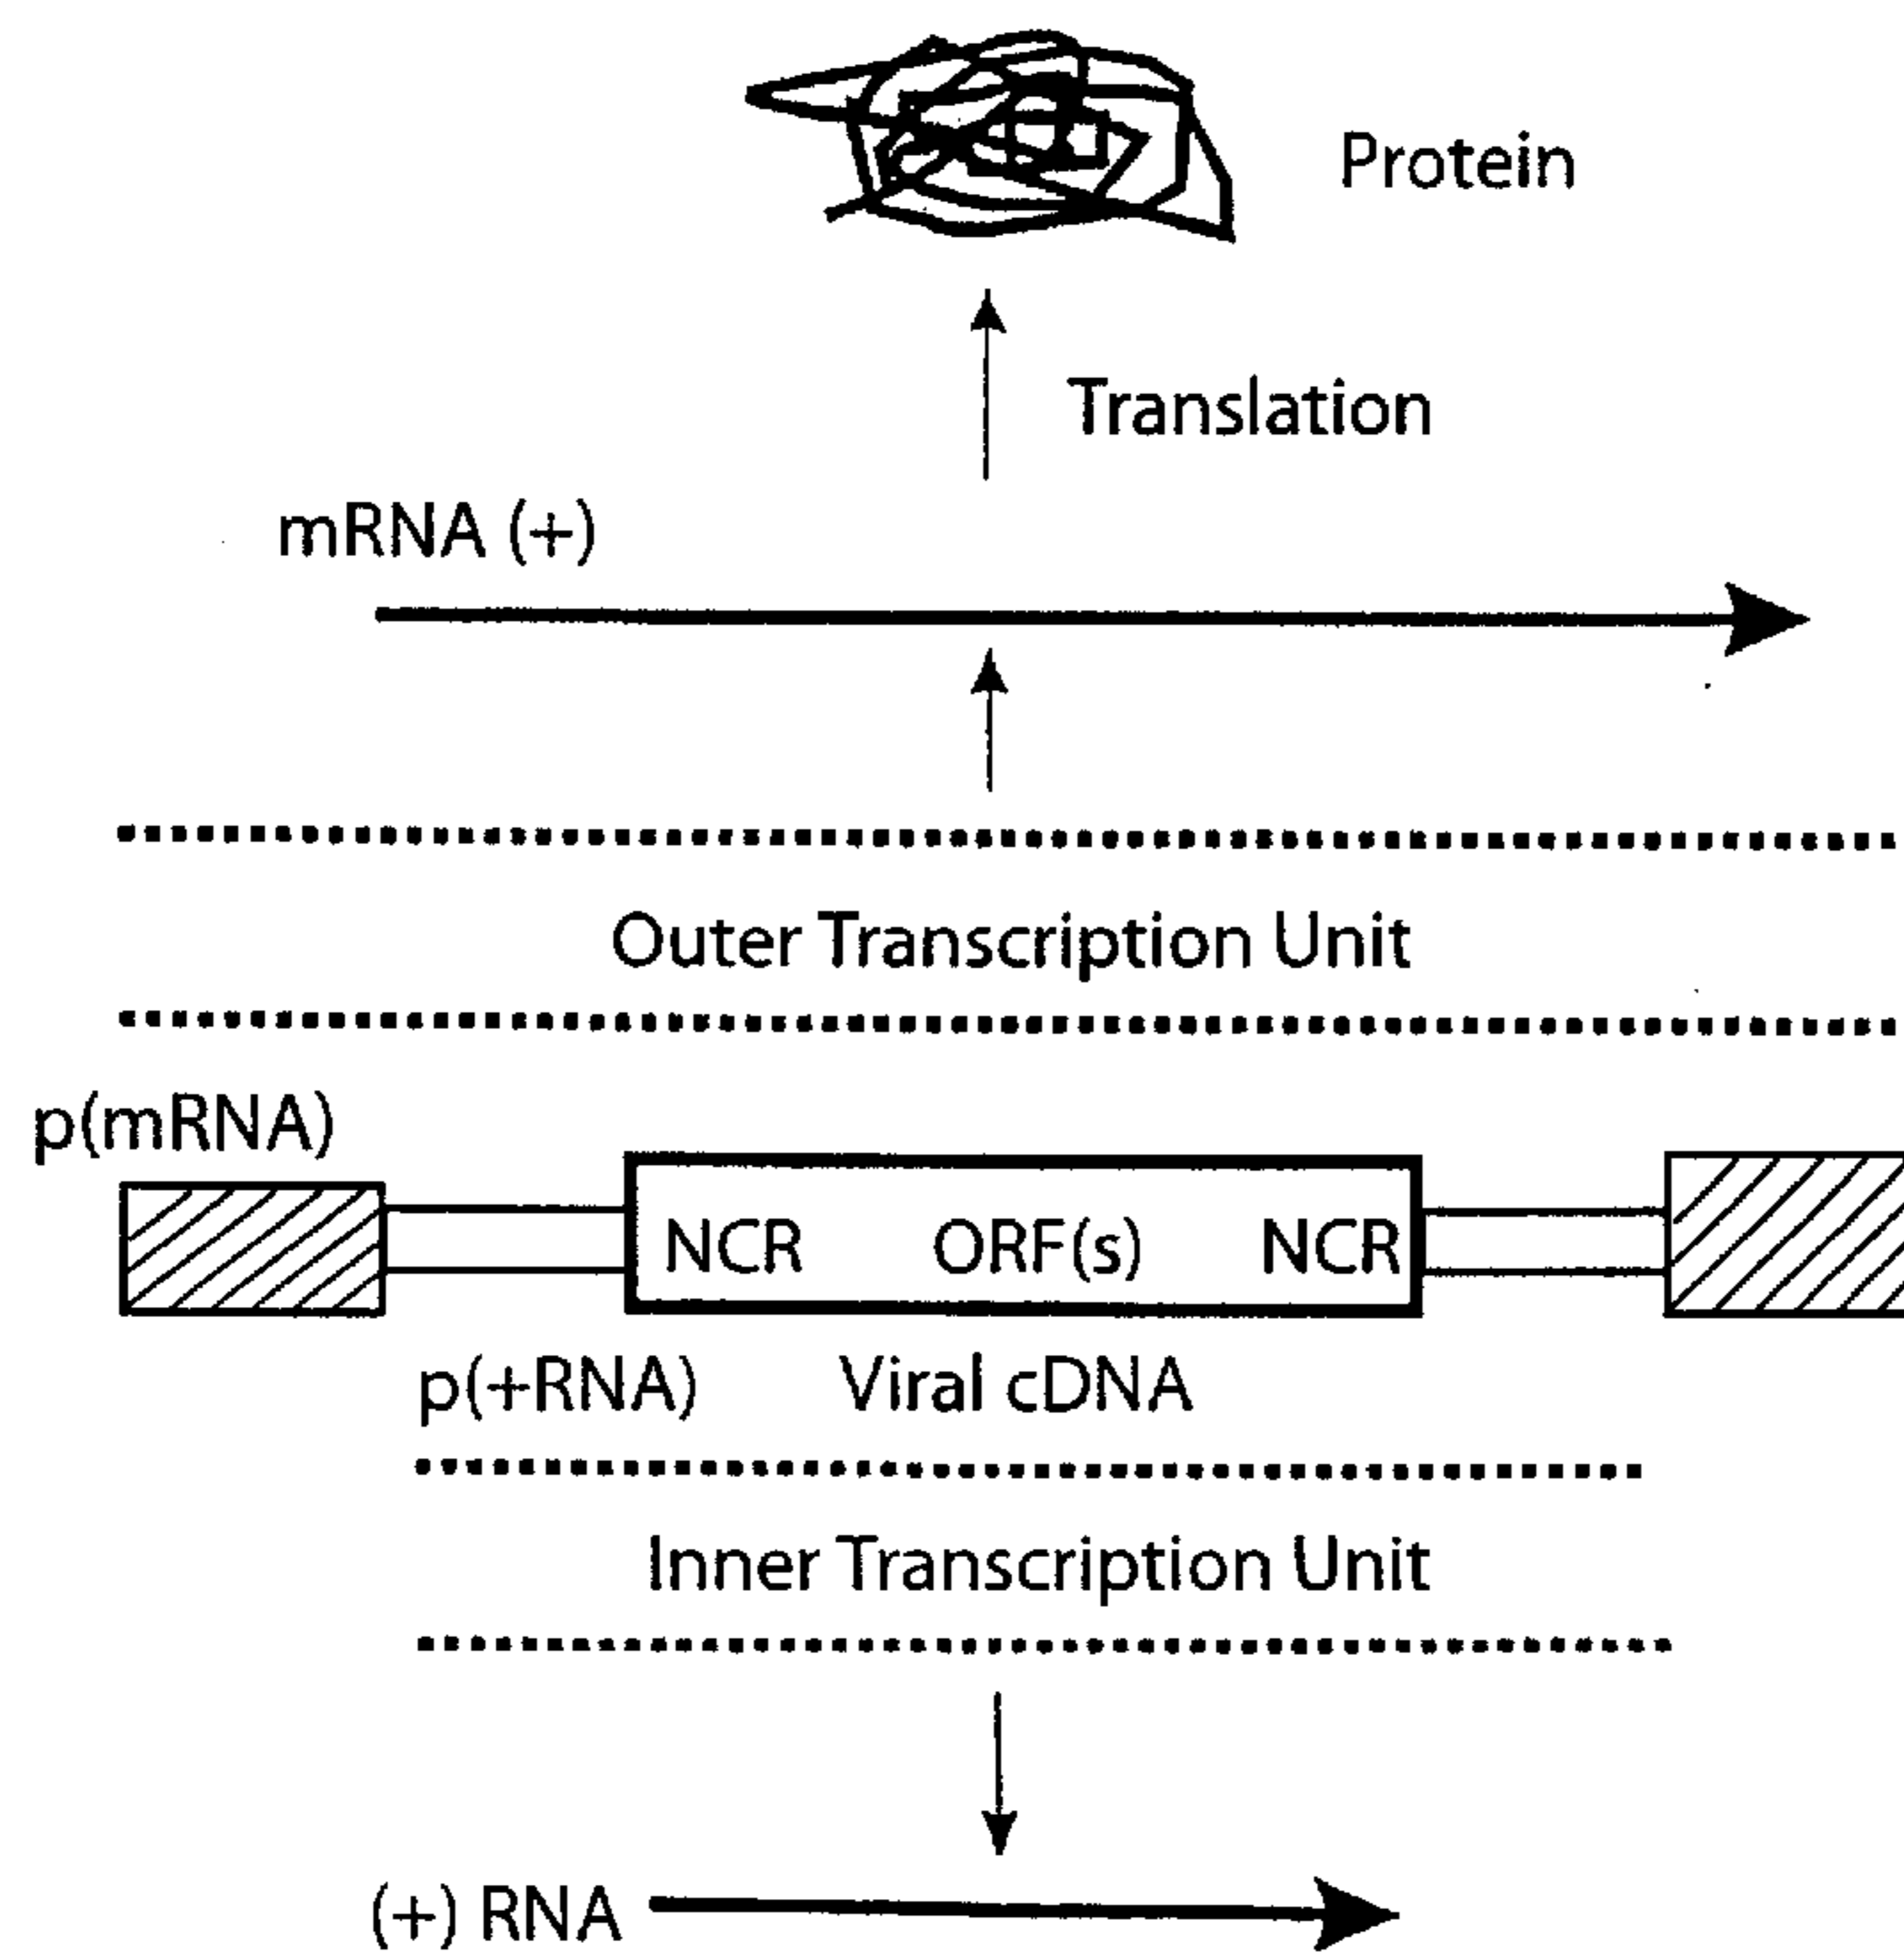 Protein
Translation
mRNA (+)
Outer Transcription Unit
p(mRNA)
NCR ORF(s) NCR
p(+RNA) Viral cDNA
Inner Transcription Unit
(+) RNA